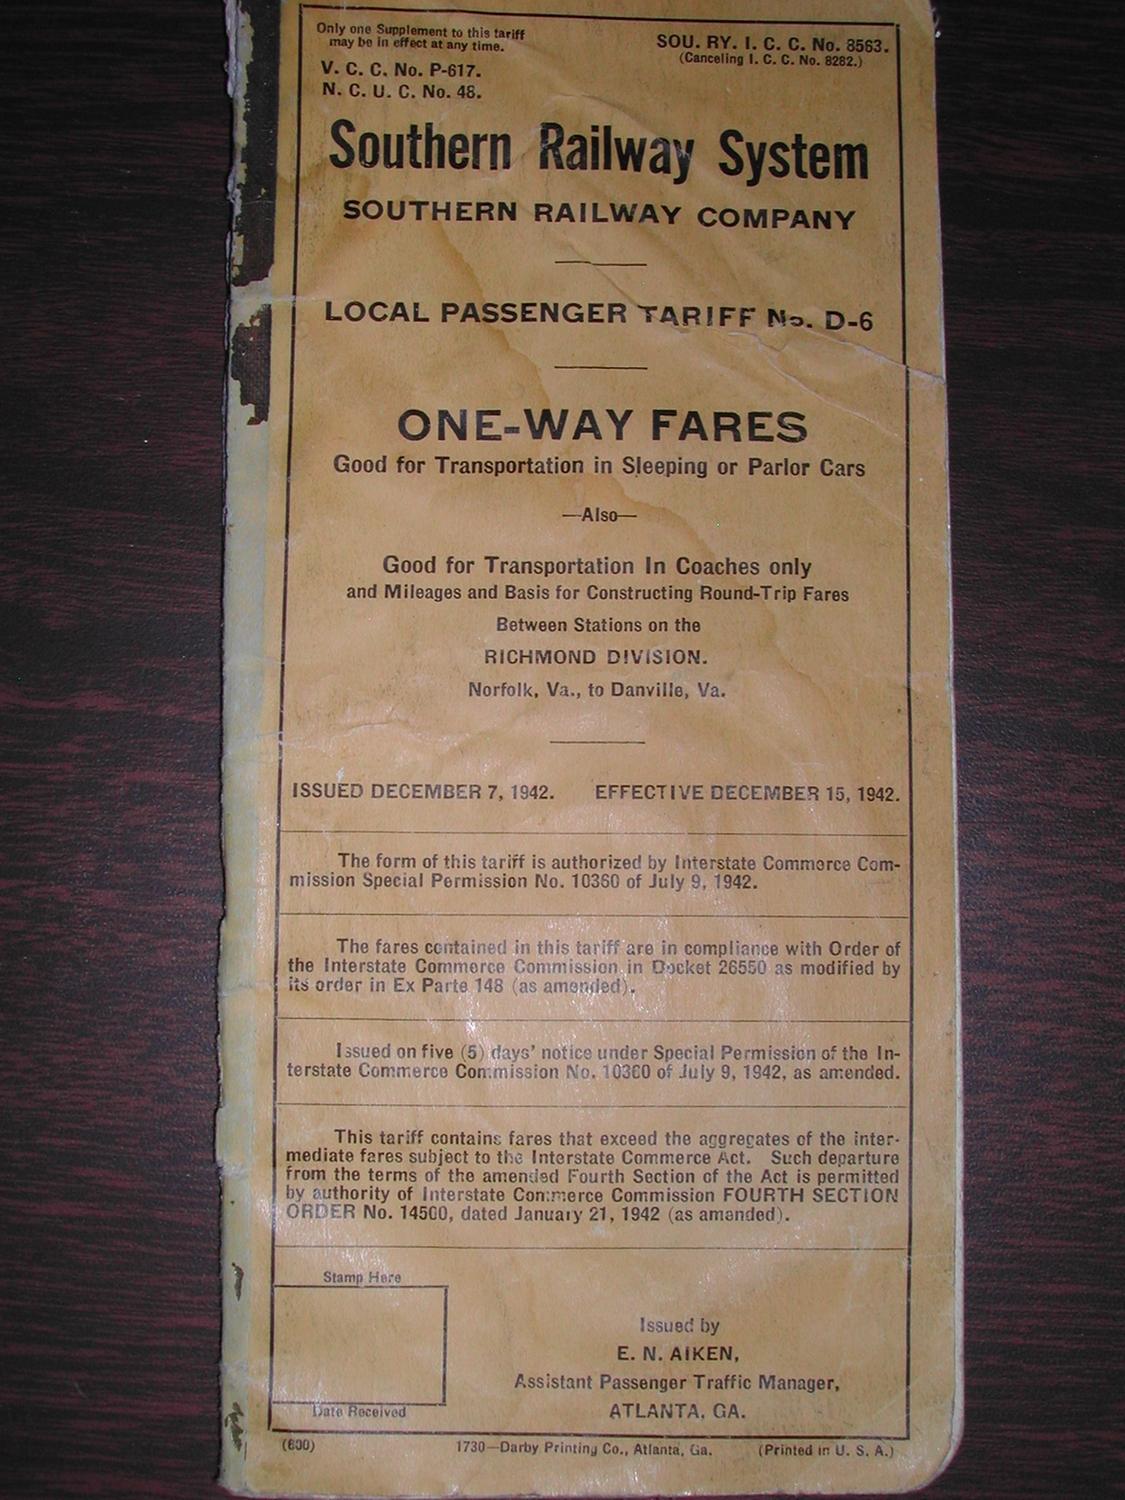 Only one Supplement to this tariff
may be in effect at any time.
SOU. RY. I. C. C. No. 8563.
(Canceling I. C. C. No. 8282.)
V. C. C. No. P-617.
N. C. U. C. No. 48.
Southern Railway System
SOUTHERN RAILWAY COMPANY
LOCAL PASSENGER TARIFF No. D-6
ONE-WAY FARES
Good for Transportation in Sleeping or Parlor Cars
—Also—
Good for Transportation In Coaches only
and Mileages and Basis for Constructing Round-Trip Fares
Between Stations on the
RICHMOND DIVISION.
Norfolk, Va., to Danville, Va.
ISSUED DECEMBER 7, 1942. EFFECTIVE DECEMBER 15, 1942.
The form of this tariff is authorized by Interstate Commerce Com-
mission Special Permission No. 10360 of July 9, 1942.
The fares contained in this tariff are in compliance with Order of
the Interstate Commerce Commission in Docket 26550 as modified by
its order in Ex Parte 148 (as amended).
Issued on five (5) days' notice under Special Permission of the In-
terstate Commerce Commission No. 10360 of July 9, 1942, as amended.
This tariff contains fares that exceed the aggregates of the inter-
mediate fares subject to the Interstate Commerce Act. Such departure
from the terms of the amended Fourth Section of the Act is permitted
by authority of Interstate Commerce Commission FOURTH SECTION
ORDER No. 14500, dated January 21, 1942 (as amended).
Stamp Here
Date Received
Issued by
E. N. AIKEN,
Assistant Passenger Traffic Manager,
ATLANTA, GA.
(600) 1730—Darby Printing Co., Atlanta, Ga. (Printed in U. S. A.)